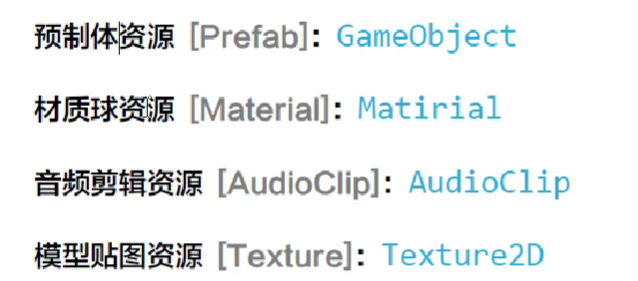 预制体资源 [Prefab]：GameObject
材质球资源 [Material]：Matirial
音频剪辑资源 [AudioClip]：AudioClip
模型贴图资源 [Texture]：Texture2D